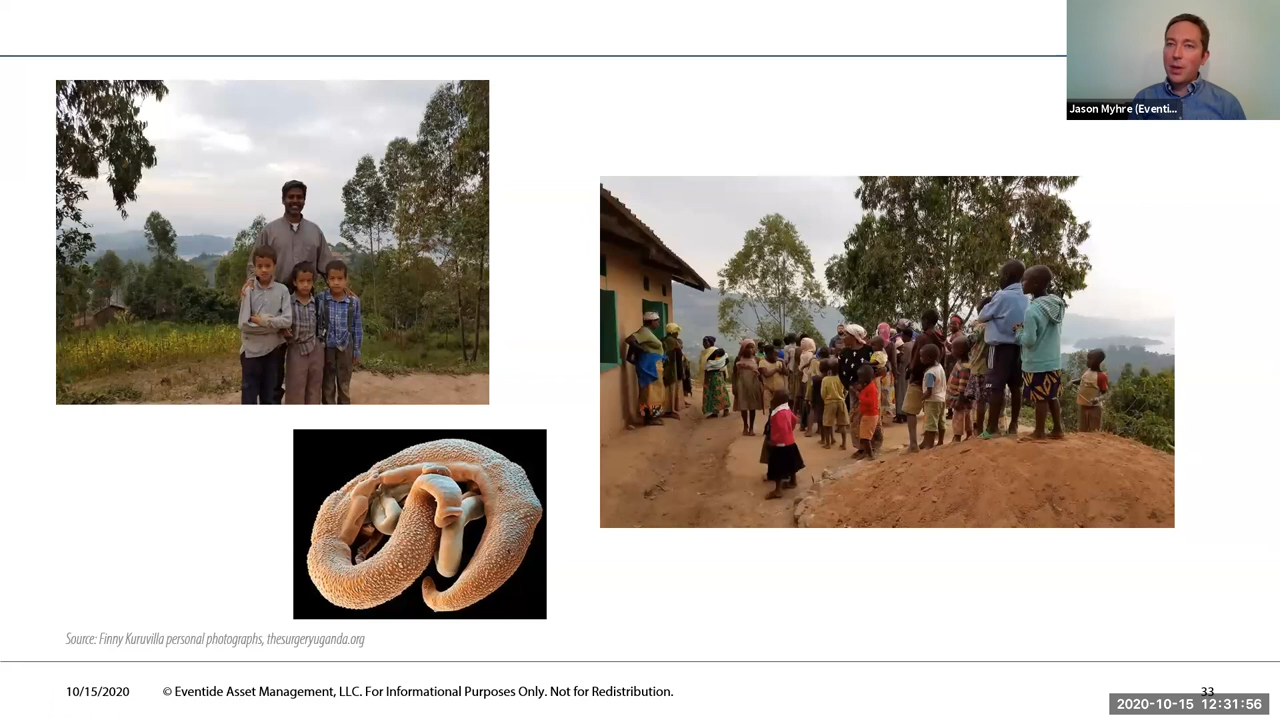 Jason Myhre (Eventi...
Source: Finny Kuruvilla personal photographs, thesurgeryuganda.org
10/15/2020
© Eventide Asset Management, LLC. For Informational Purposes Only. Not for Redistribution.
33
2020-10-15 12:31:56